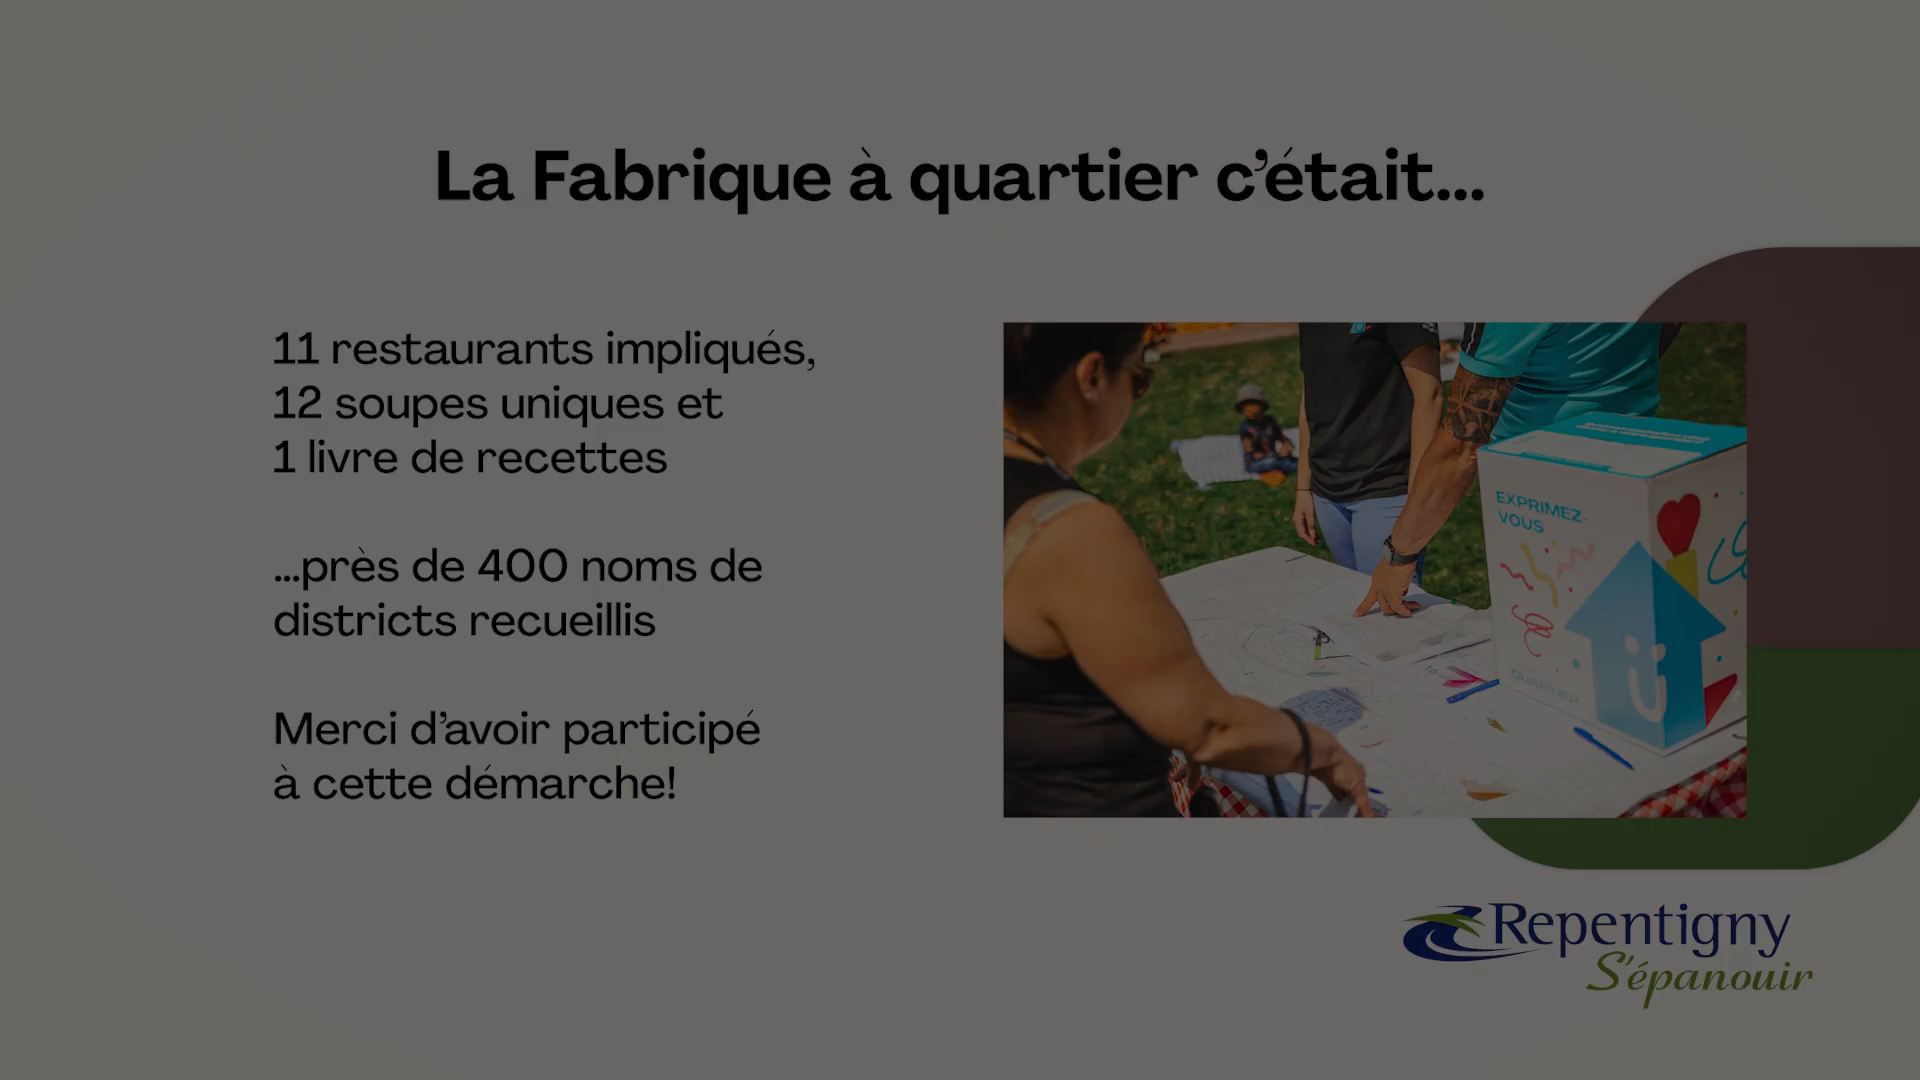 La Fabrique à quartier c’était...
11 restaurants impliqués,
12 soupes uniques et
1 livre de recettes
...près de 400 noms de
districts recueillis
Merci d’avoir participé
à cette démarche!
EXPRIMEZ-
VOUS
QUARTIER
Repentigny
S'épanouir